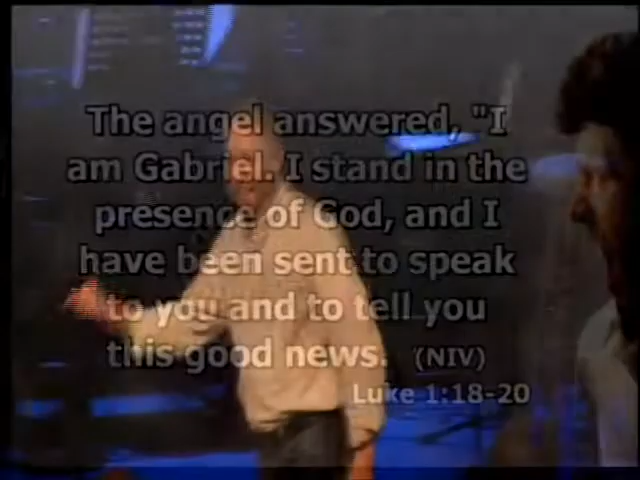 The angel answered, "I
am Gabriel. I stand in the
presence of God, and I
have been sent to speak
to you and to tell you
this good news. (NIV)
Luke 1:18-20